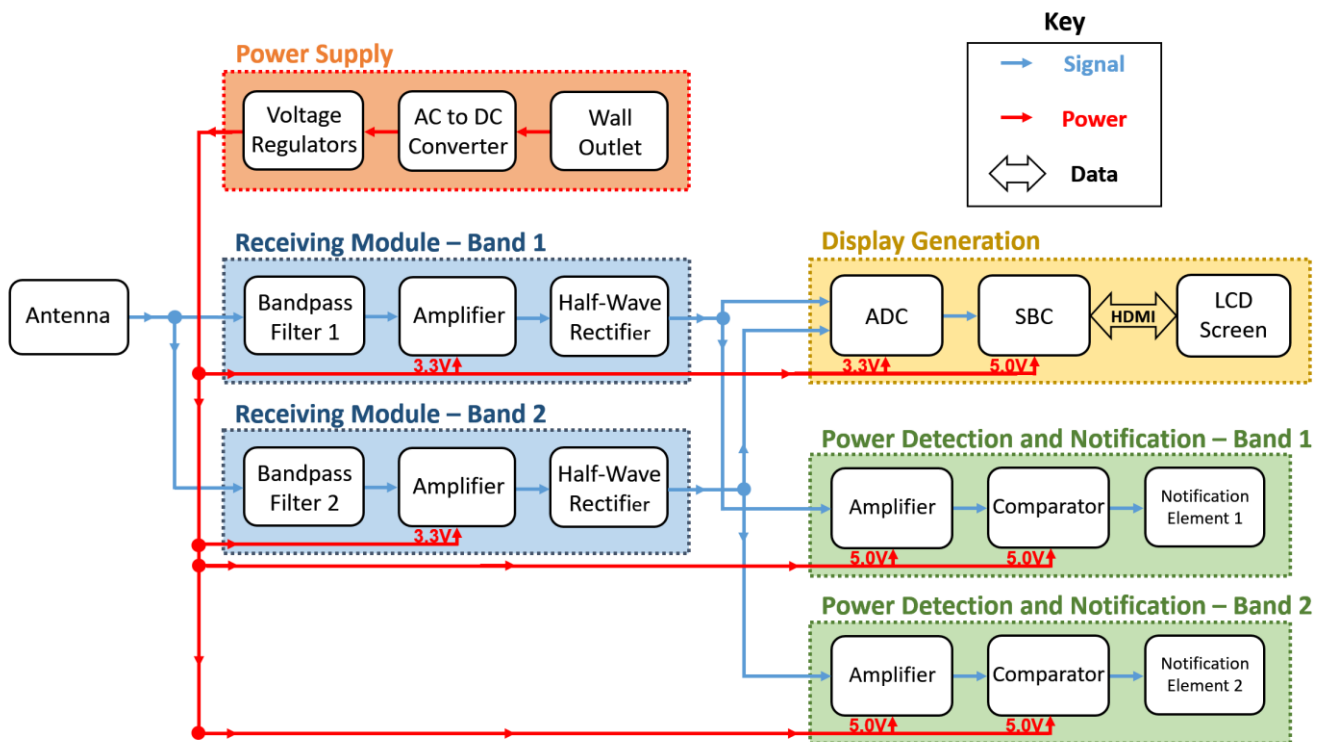 Key
Signal
Power
Data
Power Supply
Voltage
Regulators
AC to DC
Converter
Wall
Outlet
Receiving Module – Band 1
Display Generation
Antenna
Bandpass
Filter 1
Amplifier
Half-Wave
Rectifier
ADC
SBC
HDMI
LCD
Screen
3.3V
3.3V
5.0V
Receiving Module – Band 2
Bandpass
Filter 2
Amplifier
Half-Wave
Rectifier
3.3V
Power Detection and Notification – Band 1
Amplifier
Comparator
Notification
Element 1
5.0V
5.0V
Power Detection and Notification – Band 2
Amplifier
Comparator
Notification
Element 2
5.0V
5.0V